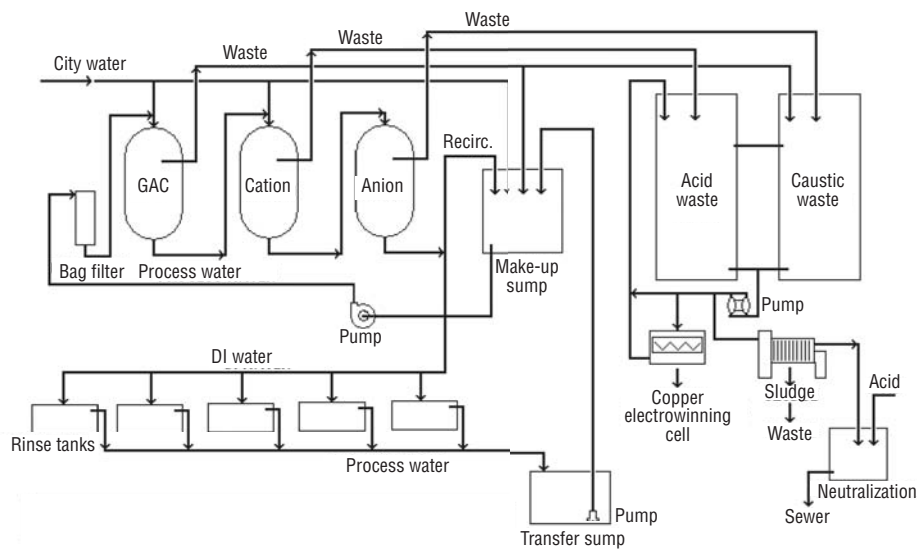 Waste
Waste
Waste
City water
Recirc.
GAC
Cation
Anion
Acid
waste
Caustic
waste
Bag filter
Process water
Make-up
sump
Pump
Pump
DI water
Copper
electrowinning
cell
Sludge
Waste
Acid
Rinse tanks
Process water
Neutralization
Sewer
Pump
Transfer sump